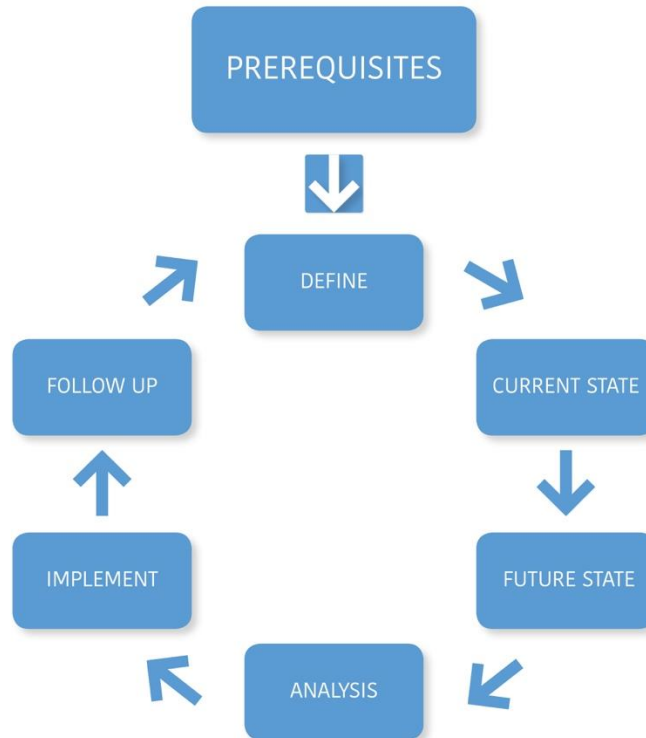 PREREQUISITES
DEFINE
CURRENT STATE
FUTURE STATE
ANALYSIS
IMPLEMENT
FOLLOW UP